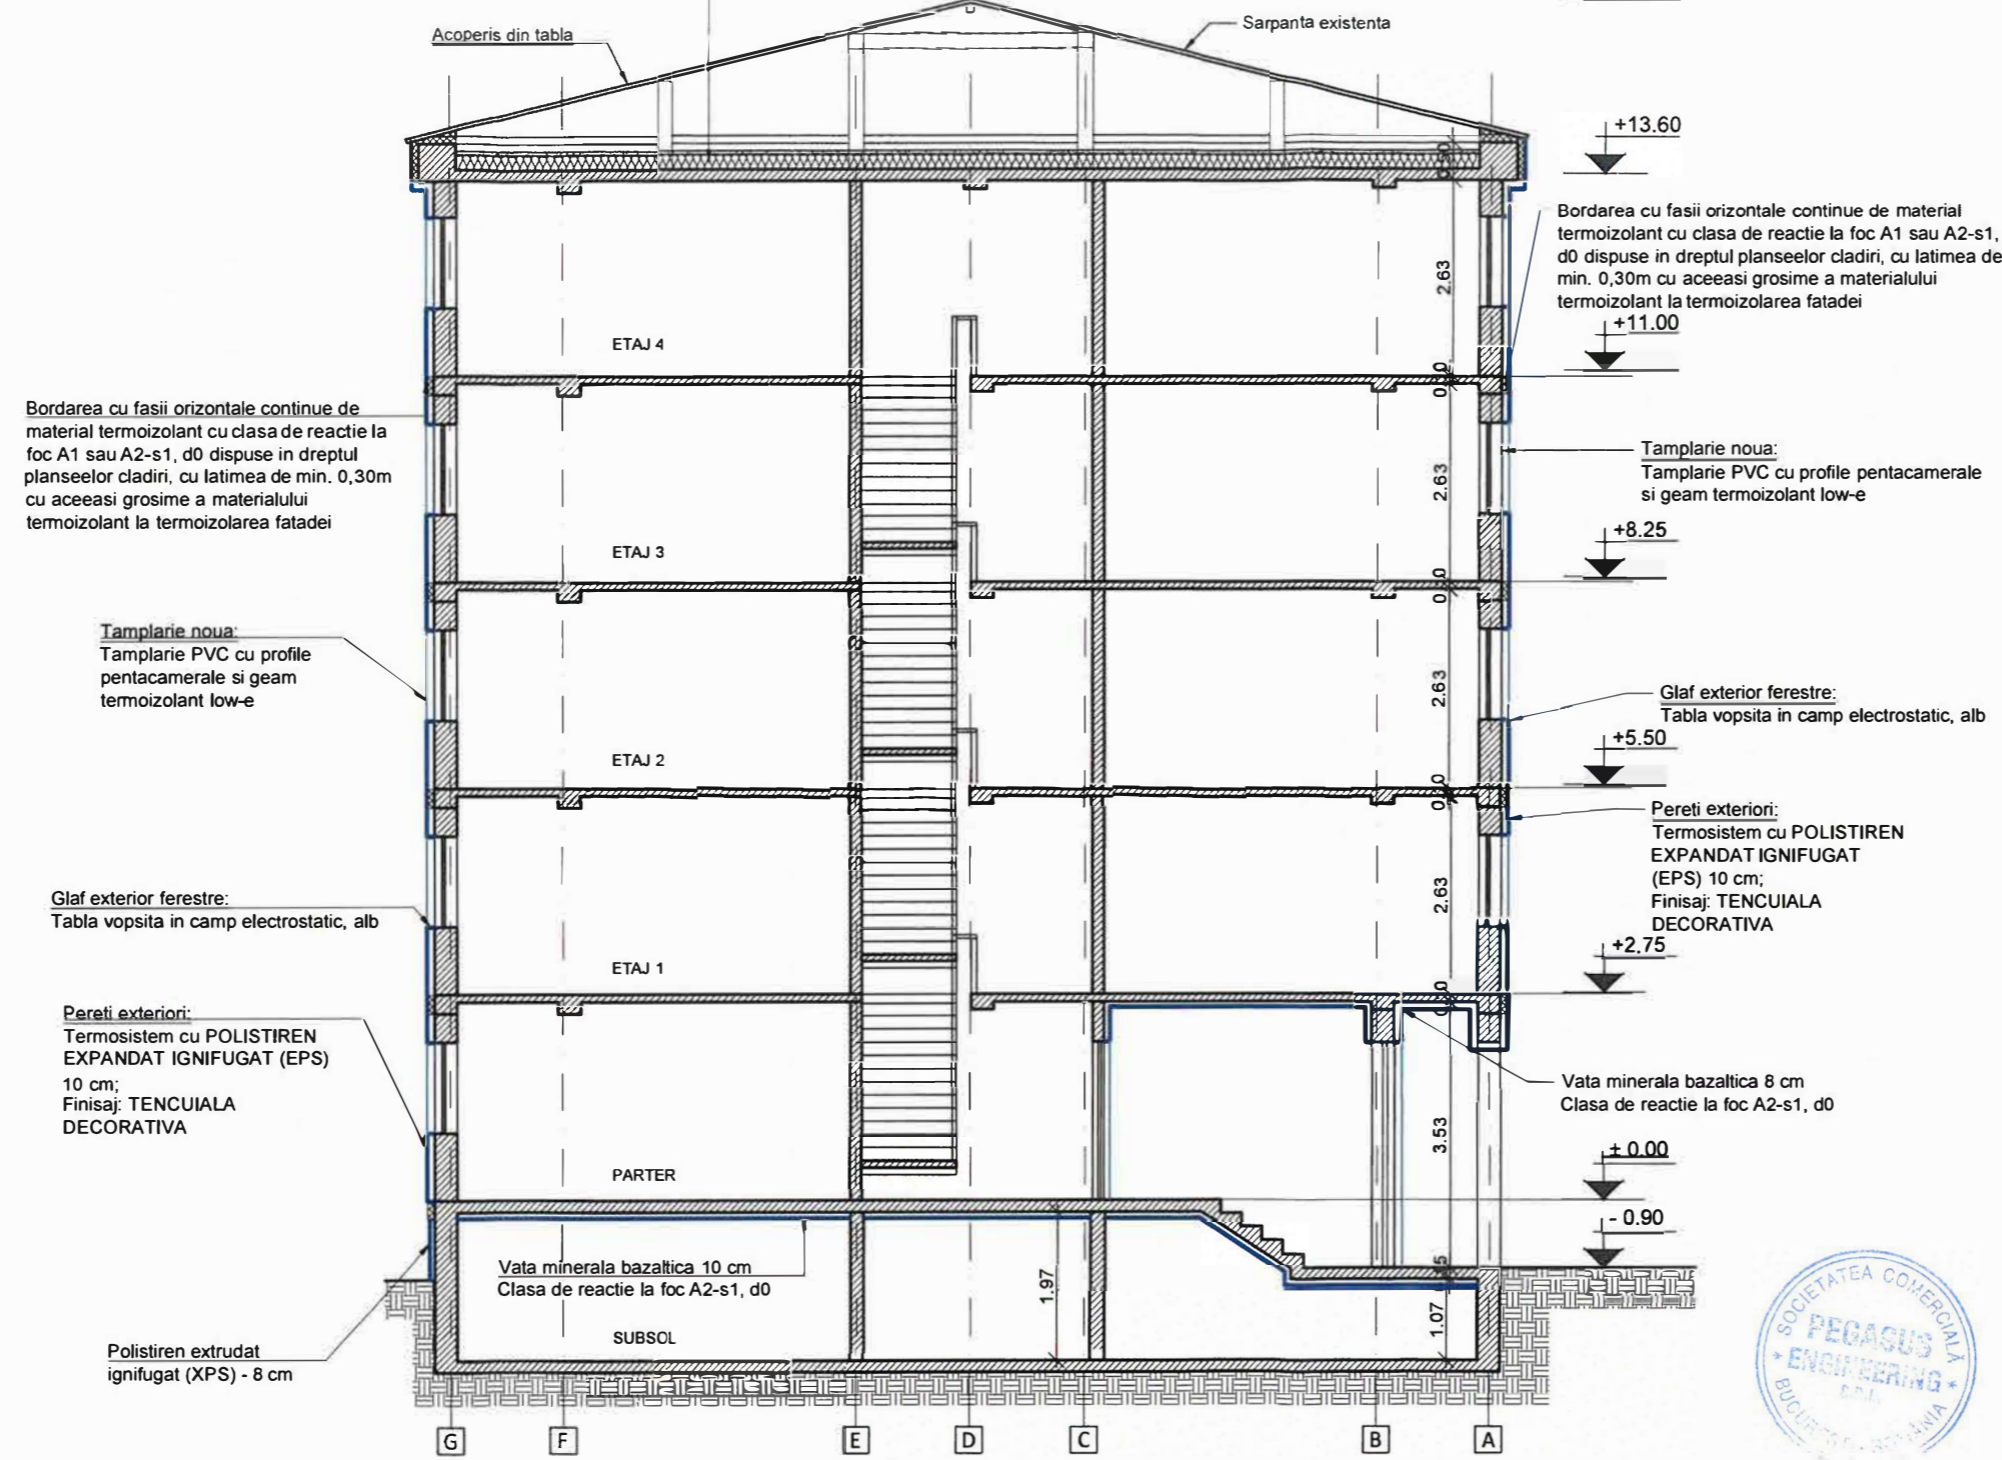 Acoperis din tabla
Sarpanta existenta
+13.60
Bordarea cu fasii orizontale continue de material
termoizolant cu clasa de reactie la foc A1 sau A2-s1,
d0 dispuse in dreptul planseelor cladiri, cu latimea de
min. 0,30m cu aceeasi grosime a materialului
termoizolant la termoizolarea fatadei
2.63
+11.00
ETAJ 4
Bordarea cu fasii orizontale continue de
material termoizolant cu clasa de reactie la
foc A1 sau A2-s1, d0 dispuse in dreptul
planseelor cladiri, cu latimea de min. 0,30m
cu aceeasi grosime a materialului
termoizolant la termoizolarea fatadei
Tamplarie noua:
Tamplarie PVC cu profile pentacamerale
si geam termoizolant low-e
2.63
+8.25
ETAJ 3
Tamplarie noua:
Tamplarie PVC cu profile
pentacamerale si geam
termoizolant low-e
2.63
Glaf exterior ferestre:
Tabla vopsita in camp electrostatic, alb
+5.50
ETAJ 2
Pereti exteriori:
Termosistem cu POLISTIREN
EXPANDAT IGNIFUGAT
(EPS) 10 cm;
Finisaj: TENCUIALA
DECORATIVA
2.63
Glaf exterior ferestre:
Tabla vopsita in camp electrostatic, alb
+2.75
ETAJ 1
Pereti exteriori:
Termosistem cu POLISTIREN
EXPANDAT IGNIFUGAT (EPS)
10 cm;
Finisaj: TENCUIALA
DECORATIVA
Vata minerala bazaltica 8 cm
Clasa de reactie la foc A2-s1, d0
3.53
± 0.00
PARTER
- 0.90
Vata minerala bazaltica 10 cm
Clasa de reactie la foc A2-s1, d0
1.97
1.07
SUBSOL
Polistiren extrudat
ignifugat (XPS) - 8 cm
SOCIETATEA COMERCIALĂ
PEGASUS
ENGINEERING
G
F
E
D
C
B
A